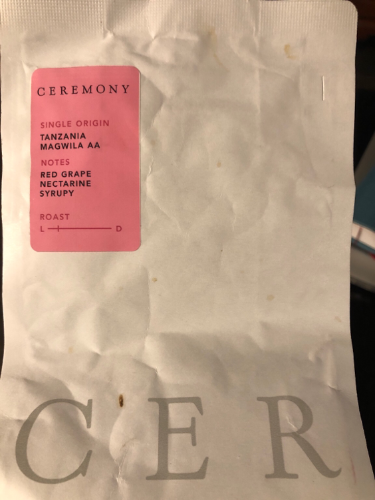 CEREMONY
SINGLE ORIGIN
TANZANIA
MAGWILA AA
NOTES
RED GRAPE
NECTARINE
SYRUPY
ROAST
L D
CER